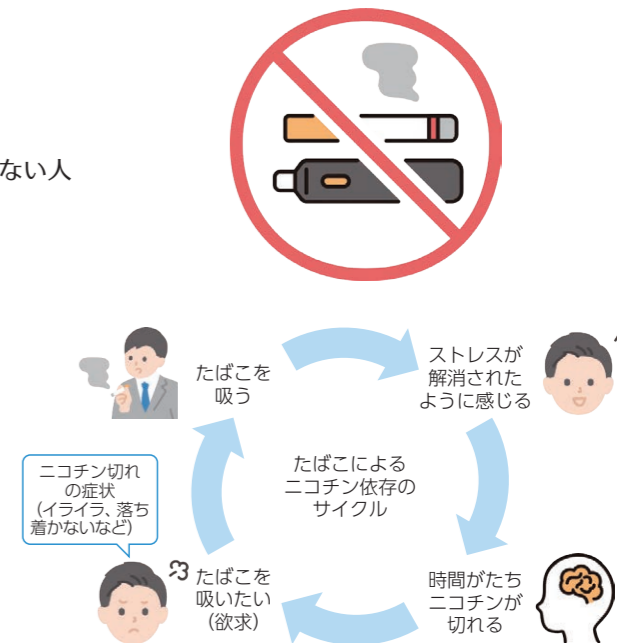 ない人
たばこを
吸う
ストレスが
解消された
ように感じる
たばこによる
ニコチン依存の
サイクル
ニコチン切れ
の症状
(イライラ、落ち
着かないなど)
たばこを
吸いたい
(欲求)
時間がたち
ニコチンが
切れる